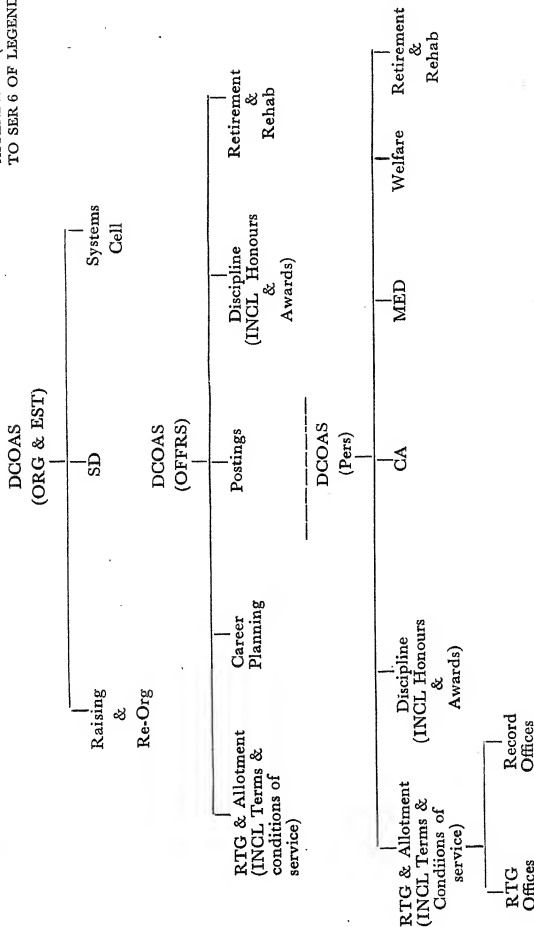 TO SER 6 OF LEGEND
DCOAS
(ORG & EST)
Raising
&
Re-Org
SD
Systems
Cell
DCOAS
(OFFRS)
RTG & Allotment
(INCL Terms &
conditions of
service)
Career
Planning
Postings
Discipline
(INCL Honours
&
Awards)
Retirement
&
Rehab
DCOAS
(Pers)
RTG & Allotment
(INCL Terms &
Condiions of
service)
Discipline
(INCL Honours
&
Awards)
CA
MED
Welfare
Retirement
&
Rehab
RTG
Offices
Record
Offices